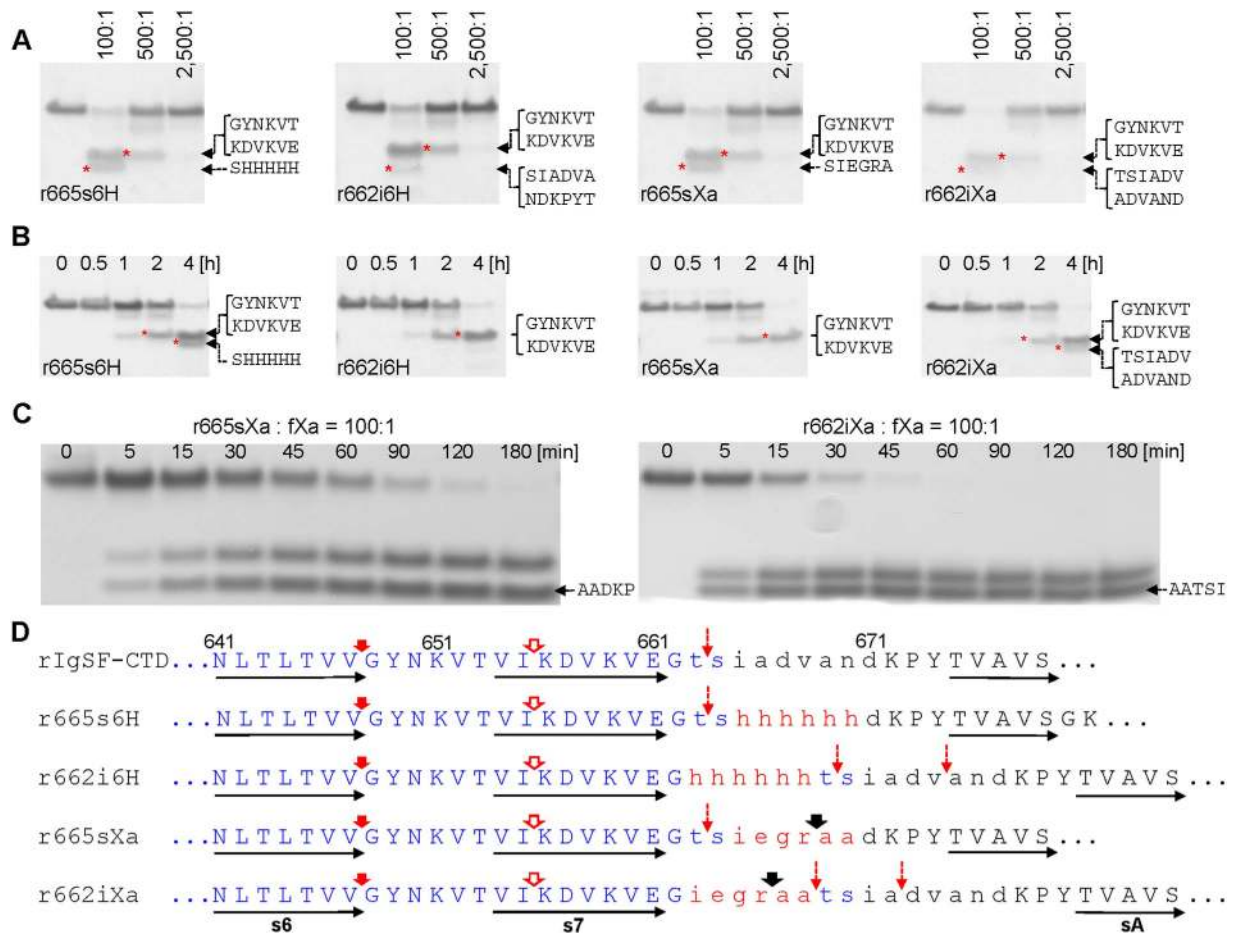 A
100:1 500:1 2,500:1
100:1 500:1 2,500:1
100:1 500:1 2,500:1
100:1 500:1 2,500:1
GYNKVT
KDVKVE
SHHHHH
r665s6H
GYNKVT
KDVKVE
SIADVA
NDKPYT
r662i6H
GYNKVT
KDVKVE
SIEGRA
r665sXa
GYNKVT
KDVKVE
TSIADV
ADVAND
r662iXa
B
0 0.5 1 2 4 [h]
GYNKVT
KDVKVE
SHHHHH
r665s6H
0 0.5 1 2 4 [h]
GYNKVT
KDVKVE
r662i6H
0 0.5 1 2 4 [h]
GYNKVT
KDVKVE
r665sXa
0 0.5 1 2 4 [h]
GYNKVT
KDVKVE
TSIADV
ADVAND
r662iXa
C
r665sXa : fXa = 100:1
0 5 15 30 45 60 90 120 180 [min]
AADKP
r662iXa : fXa = 100:1
0 5 15 30 45 60 90 120 180 [min]
AATSI
D
641 651 661 671
rIgSF-CTD ...NLTLTVVGYNKVTVIKDVKVEGtsiadvandKPYTVAVS...
r665s6H ...NLTLTVVGYNKVTVIKDVKVEGtshhhhhhdKPYTVAVSGK...
r662i6H ...NLTLTVVGYNKVTVIKDVKVEGhhhhhhtsiadvandKPYTVAVS...
r665sXa ...NLTLTVVGYNKVTVIKDVKVEGtsiegraadKPYTVAVS...
r662iXa ...NLTLTVVGYNKVTVIKDVKVEGiegraatsiadvandKPYTVAVS...
s6 s7 sA